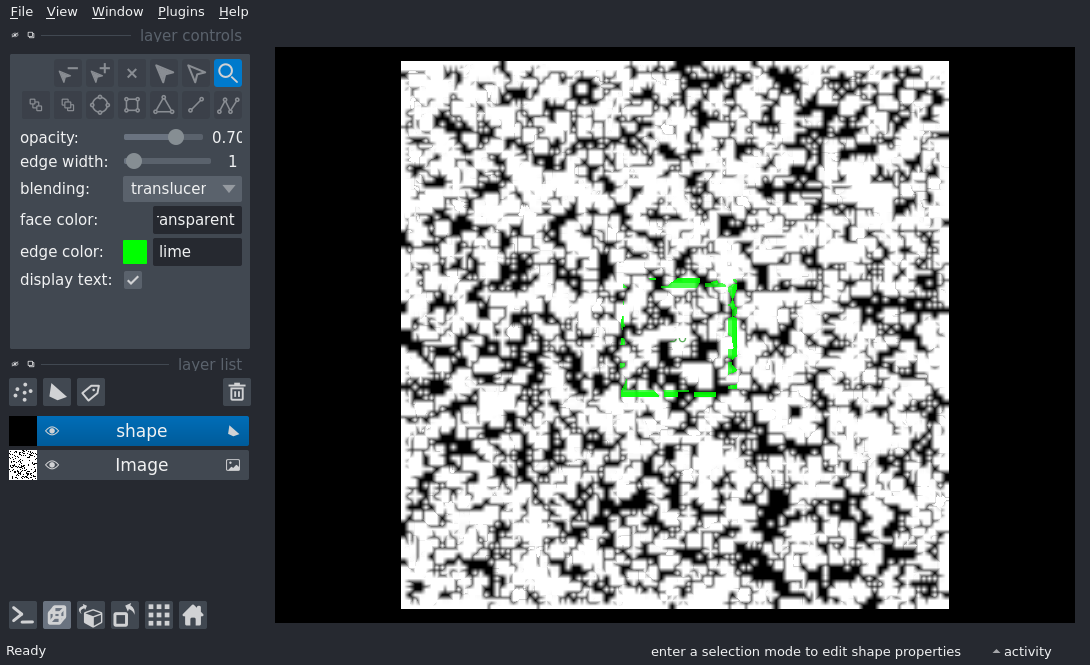 File View Window Plugins Help
layer controls
opacity: 0.70
edge width: 1
blending: translucer
face color: ansparent
edge color: lime
display text:
layer list
shape
Image
Ready
enter a selection mode to edit shape properties
activity